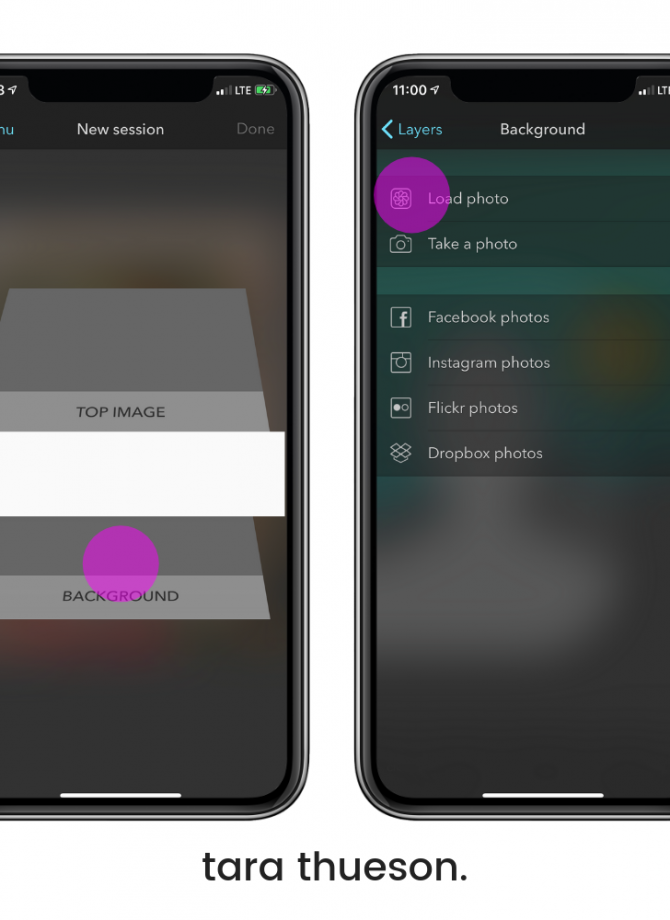 LTE
nu
New session
Done
TOP IMAGE
BACKGROUND
11:00
Layers
Background
Load photo
Take a photo
Facebook photos
Instagram photos
Flickr photos
Dropbox photos
tara thueson.